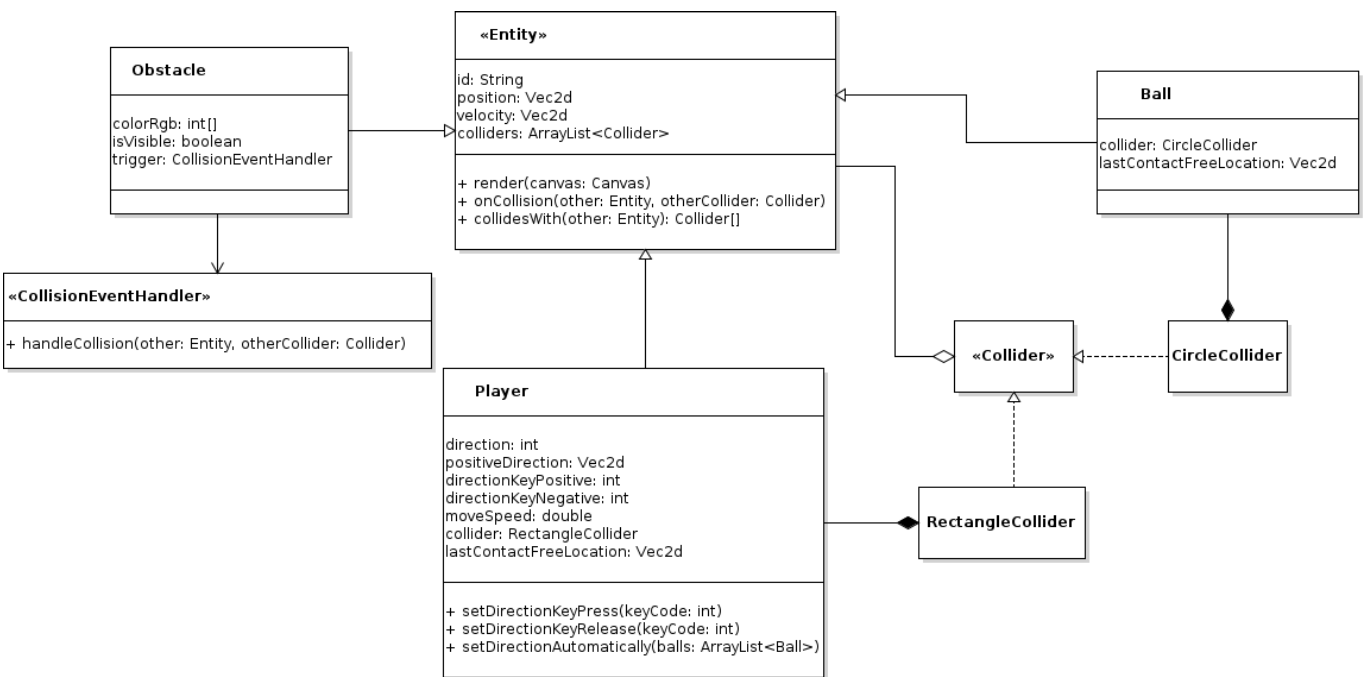 Obstacle
colorRgb: int[]
isVisible: boolean
trigger: CollisionEventHandler
«CollisionEventHandler»
+ handleCollision(other: Entity, otherCollider: Collider)
«Entity»
id: String
position: Vec2d
velocity: Vec2d
colliders: ArrayList<Collider>
+ render(canvas: Canvas)
+ onCollision(other: Entity, otherCollider: Collider)
+ collidesWith(other: Entity): Collider[]
Ball
collider: CircleCollider
lastContactFreeLocation: Vec2d
«Collider»
CircleCollider
Player
direction: int
positiveDirection: Vec2d
directionKeyPositive: int
directionKeyNegative: int
moveSpeed: double
collider: RectangleCollider
lastContactFreeLocation: Vec2d
+ setDirectionKeyPress(keyCode: int)
+ setDirectionKeyRelease(keyCode: int)
+ setDirectionAutomatically(balls: ArrayList<Ball>)
RectangleCollider